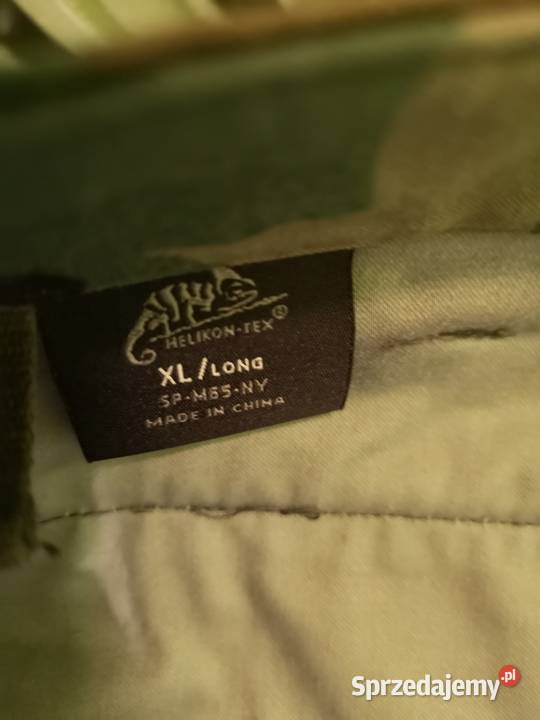 HELIKON-TEX®
XL/LONG
SP-M65-NY
MADE IN CHINA
Sprzedajemy.pl